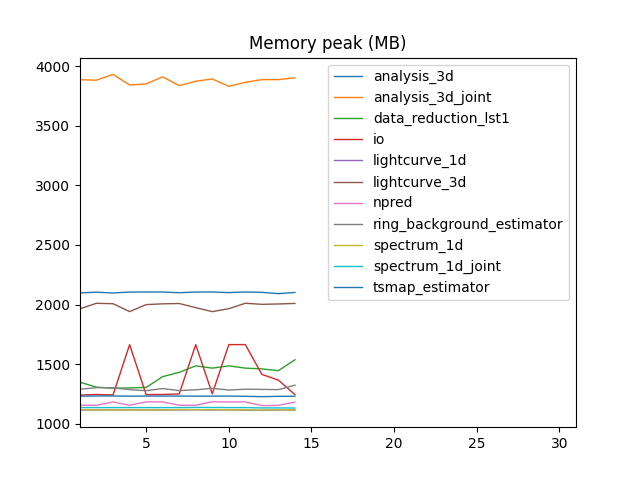 Memory peak (MB)
4000
3500
3000
2500
2000
1500
1000
5
10
15
20
25
30
analysis_3d
analysis_3d_joint
data_reduction_lst1
io
lightcurve_1d
lightcurve_3d
npred
ring_background_estimator
spectrum_1d
spectrum_1d_joint
tsmap_estimator